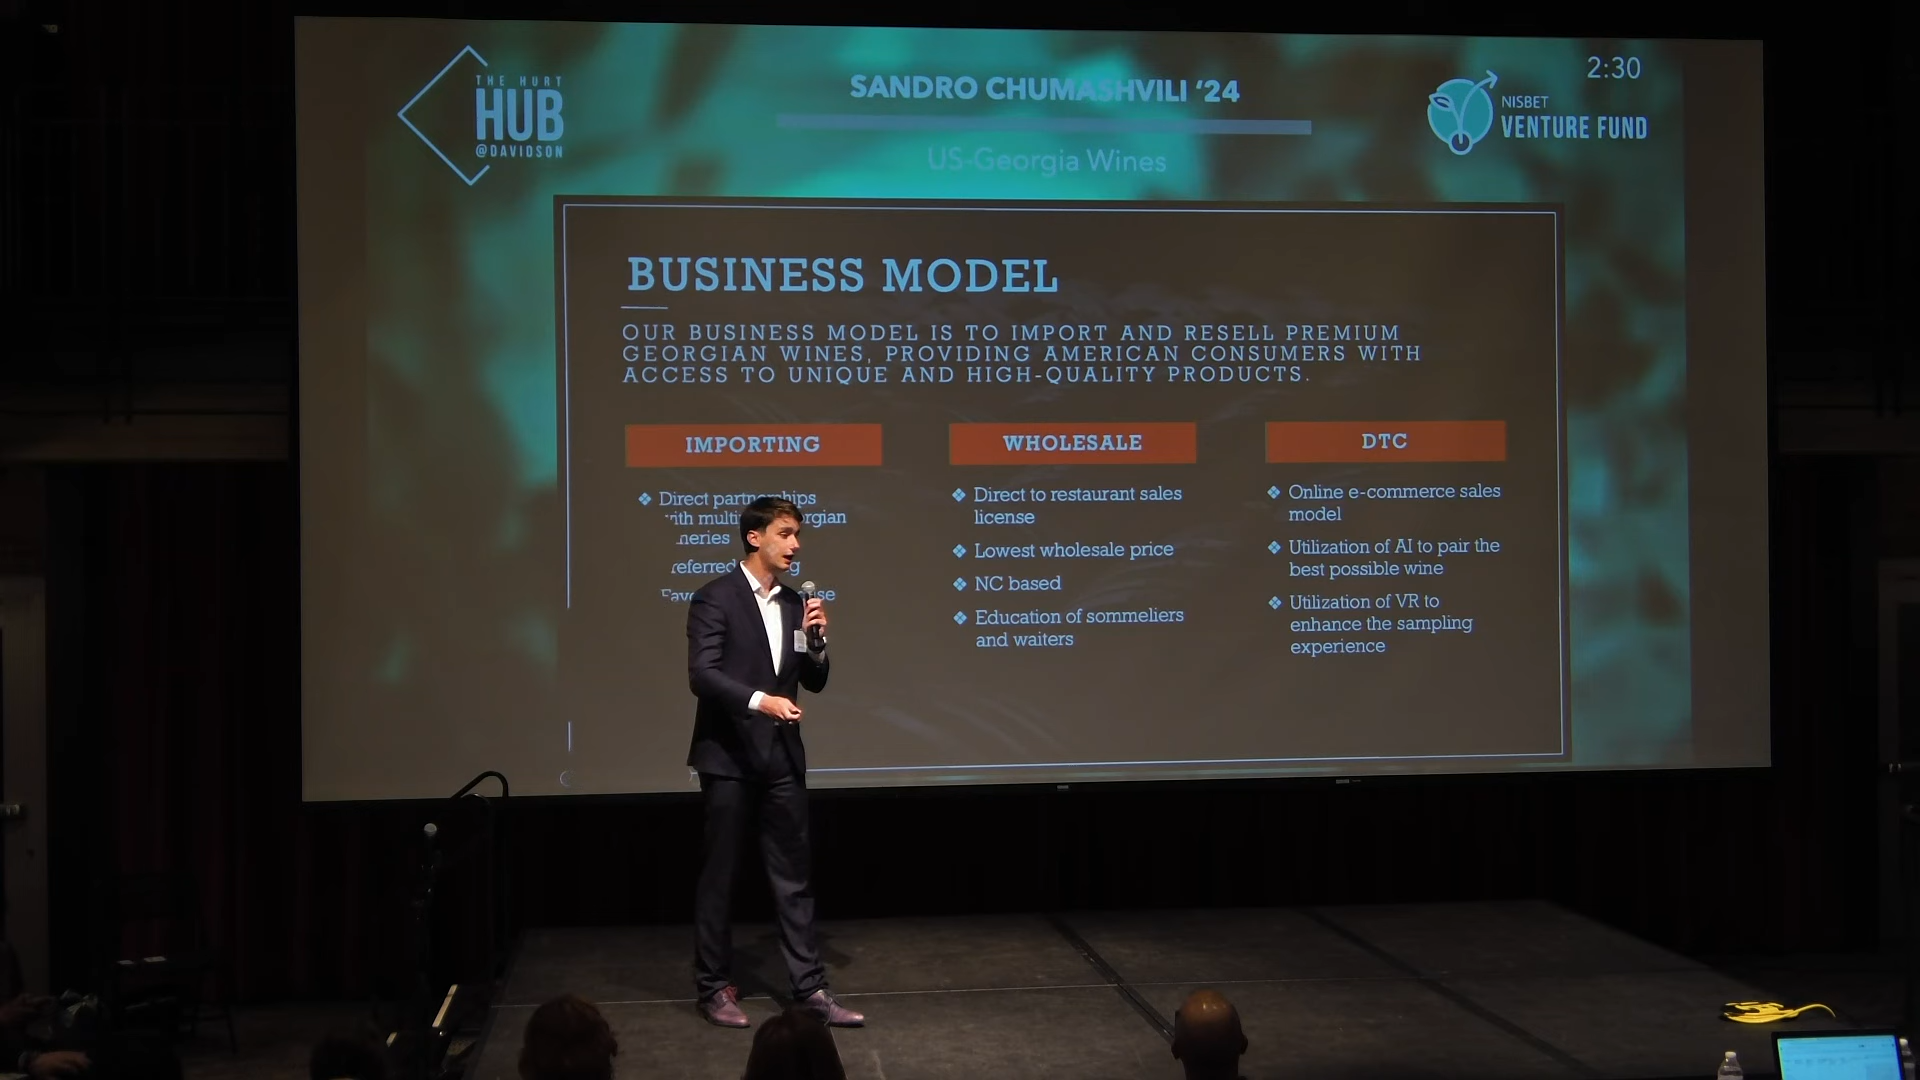 THE HURT
HUB
@DAVIDSON
SANDRO CHUMASHVILI ‘24
US-Georgia Wines
2:30
NISBET
VENTURE FUND
BUSINESS MODEL
OUR BUSINESS MODEL IS TO IMPORT AND RESELL PREMIUM
GEORGIAN WINES, PROVIDING AMERICAN CONSUMERS WITH
ACCESS TO UNIQUE AND HIGH-QUALITY PRODUCTS.
IMPORTING
❖ Direct partnerships
WHOLESALE
❖ Direct to restaurant sales
license
❖ Lowest wholesale price
❖ NC based
❖ Education of sommeliers
and waiters
DTC
❖ Online e-commerce sales
model
❖ Utilization of AI to pair the
best possible wine
❖ Utilization of VR to
enhance the sampling
experience